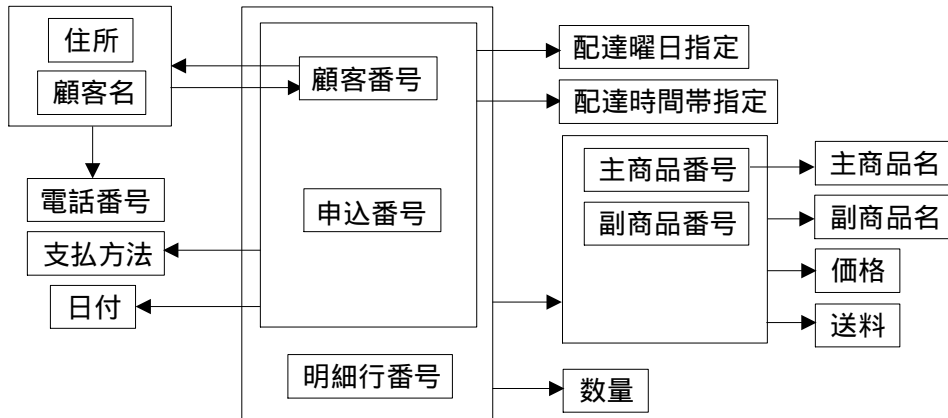 住所
顧客名
電話番号
支払方法
日付
顧客番号
申込番号
明細行番号
配達曜日指定
配達時間帯指定
主商品番号
副商品番号
数量
主商品名
副商品名
価格
送料